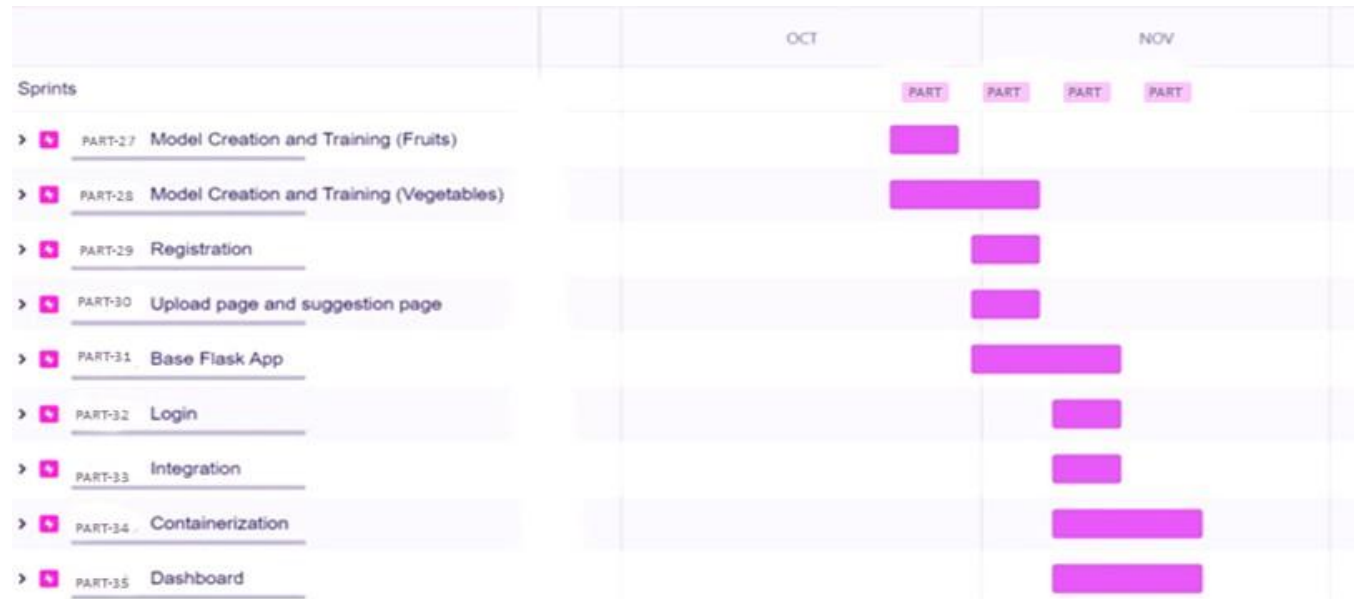 OCT NOV
Sprints PART PART PART PART
PART-27 Model Creation and Training (Fruits)
PART-28 Model Creation and Training (Vegetables)
PART-29 Registration
PART-30 Upload page and suggestion page
PART-31 Base Flask App
PART-32 Login
PART-33 Integration
PART-34 Containerization
PART-35 Dashboard